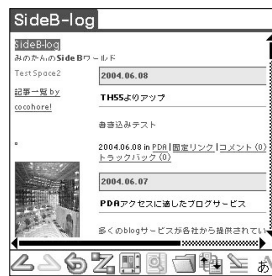 SideB-log
SideB-log
みのたんのSide Bワールド
TestSpace2
記事一覧 by
cocohore!
2004.06.08
TH55よりアップ
書き込みテスト
2004.06.08 in PDA | 固定リンク | コメント (0)
トラックバック (0)
2004.06.07
PDAアクセスに適したブログサービス
多くのblogサービスが各社から提供されてい
あ